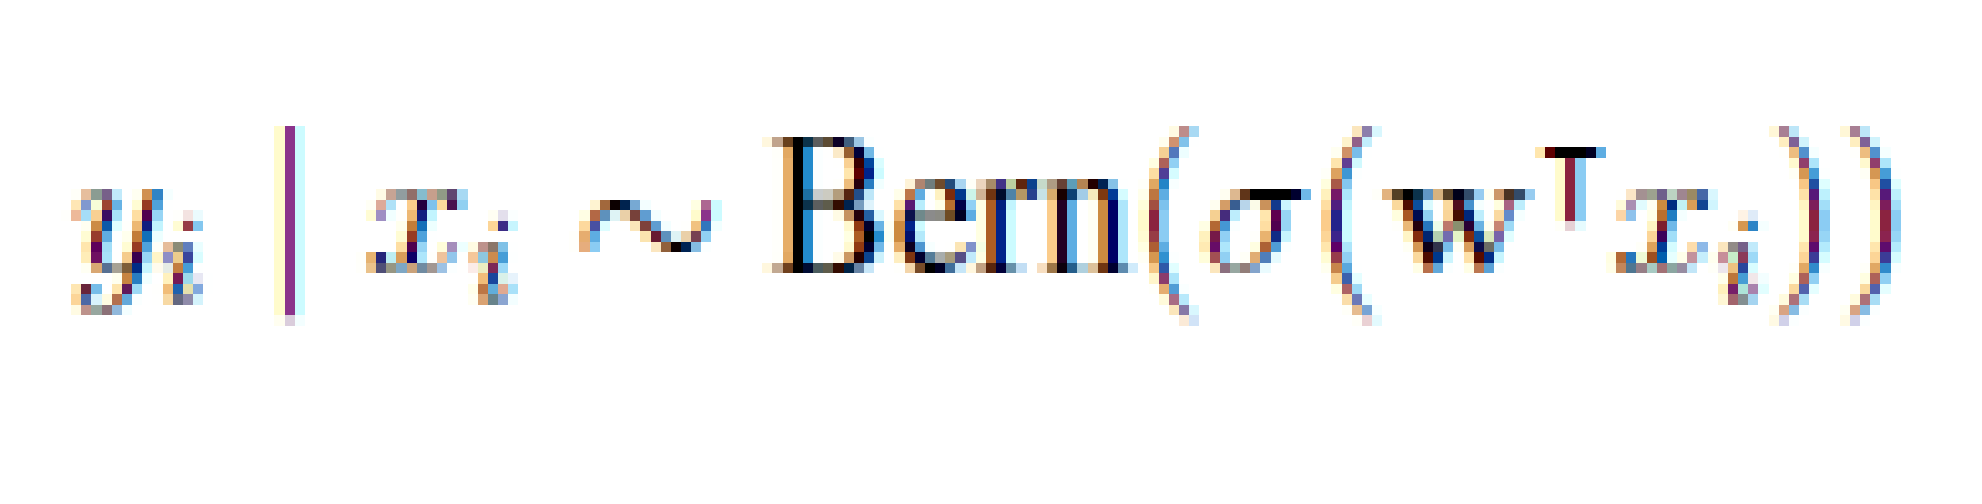 yᵢ | xᵢ ~ Bern(σ(w⊤xᵢ))